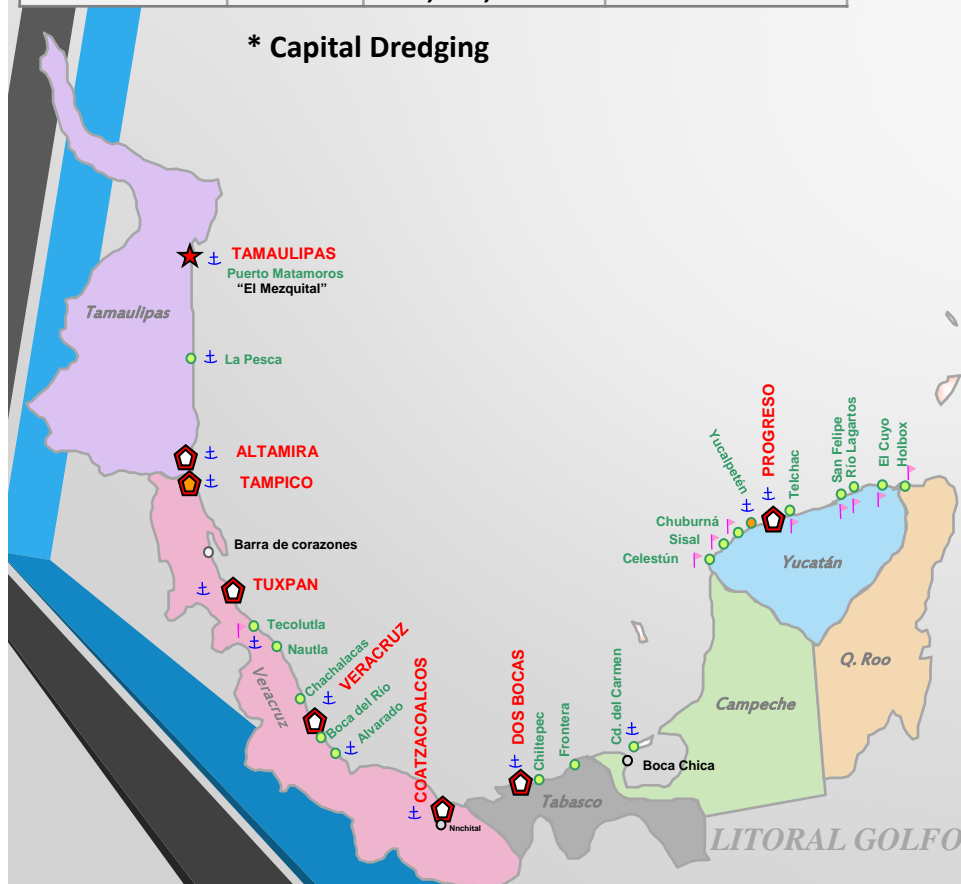 * Capital Dredging
TAMAULIPAS
Puerto Matamoros
“El Mezquital”
Tamaulipas
La Pesca
ALTAMIRA
TAMPICO
Barra de corazones
TUXPAN
Tecolutla
Nautla
Chachalacas
VERACRUZ
Veracruz
Boca del Río
Alvarado
COATZACOALCOS
Nnchital
DOS BOCAS
Chiltepec
Frontera
Tabasco
Cd. del Carmen
Boca Chica
Campeche
Celestún
Sisal
Chuburná
Yucalpetén
PROGRESO
Telchac
San Felipe
Río Lagartos
El Cuyo
Holbox
Yucatán
Q. Roo
LITORAL GOLFO